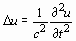 Δu = 1/c² ∂²u/∂t²